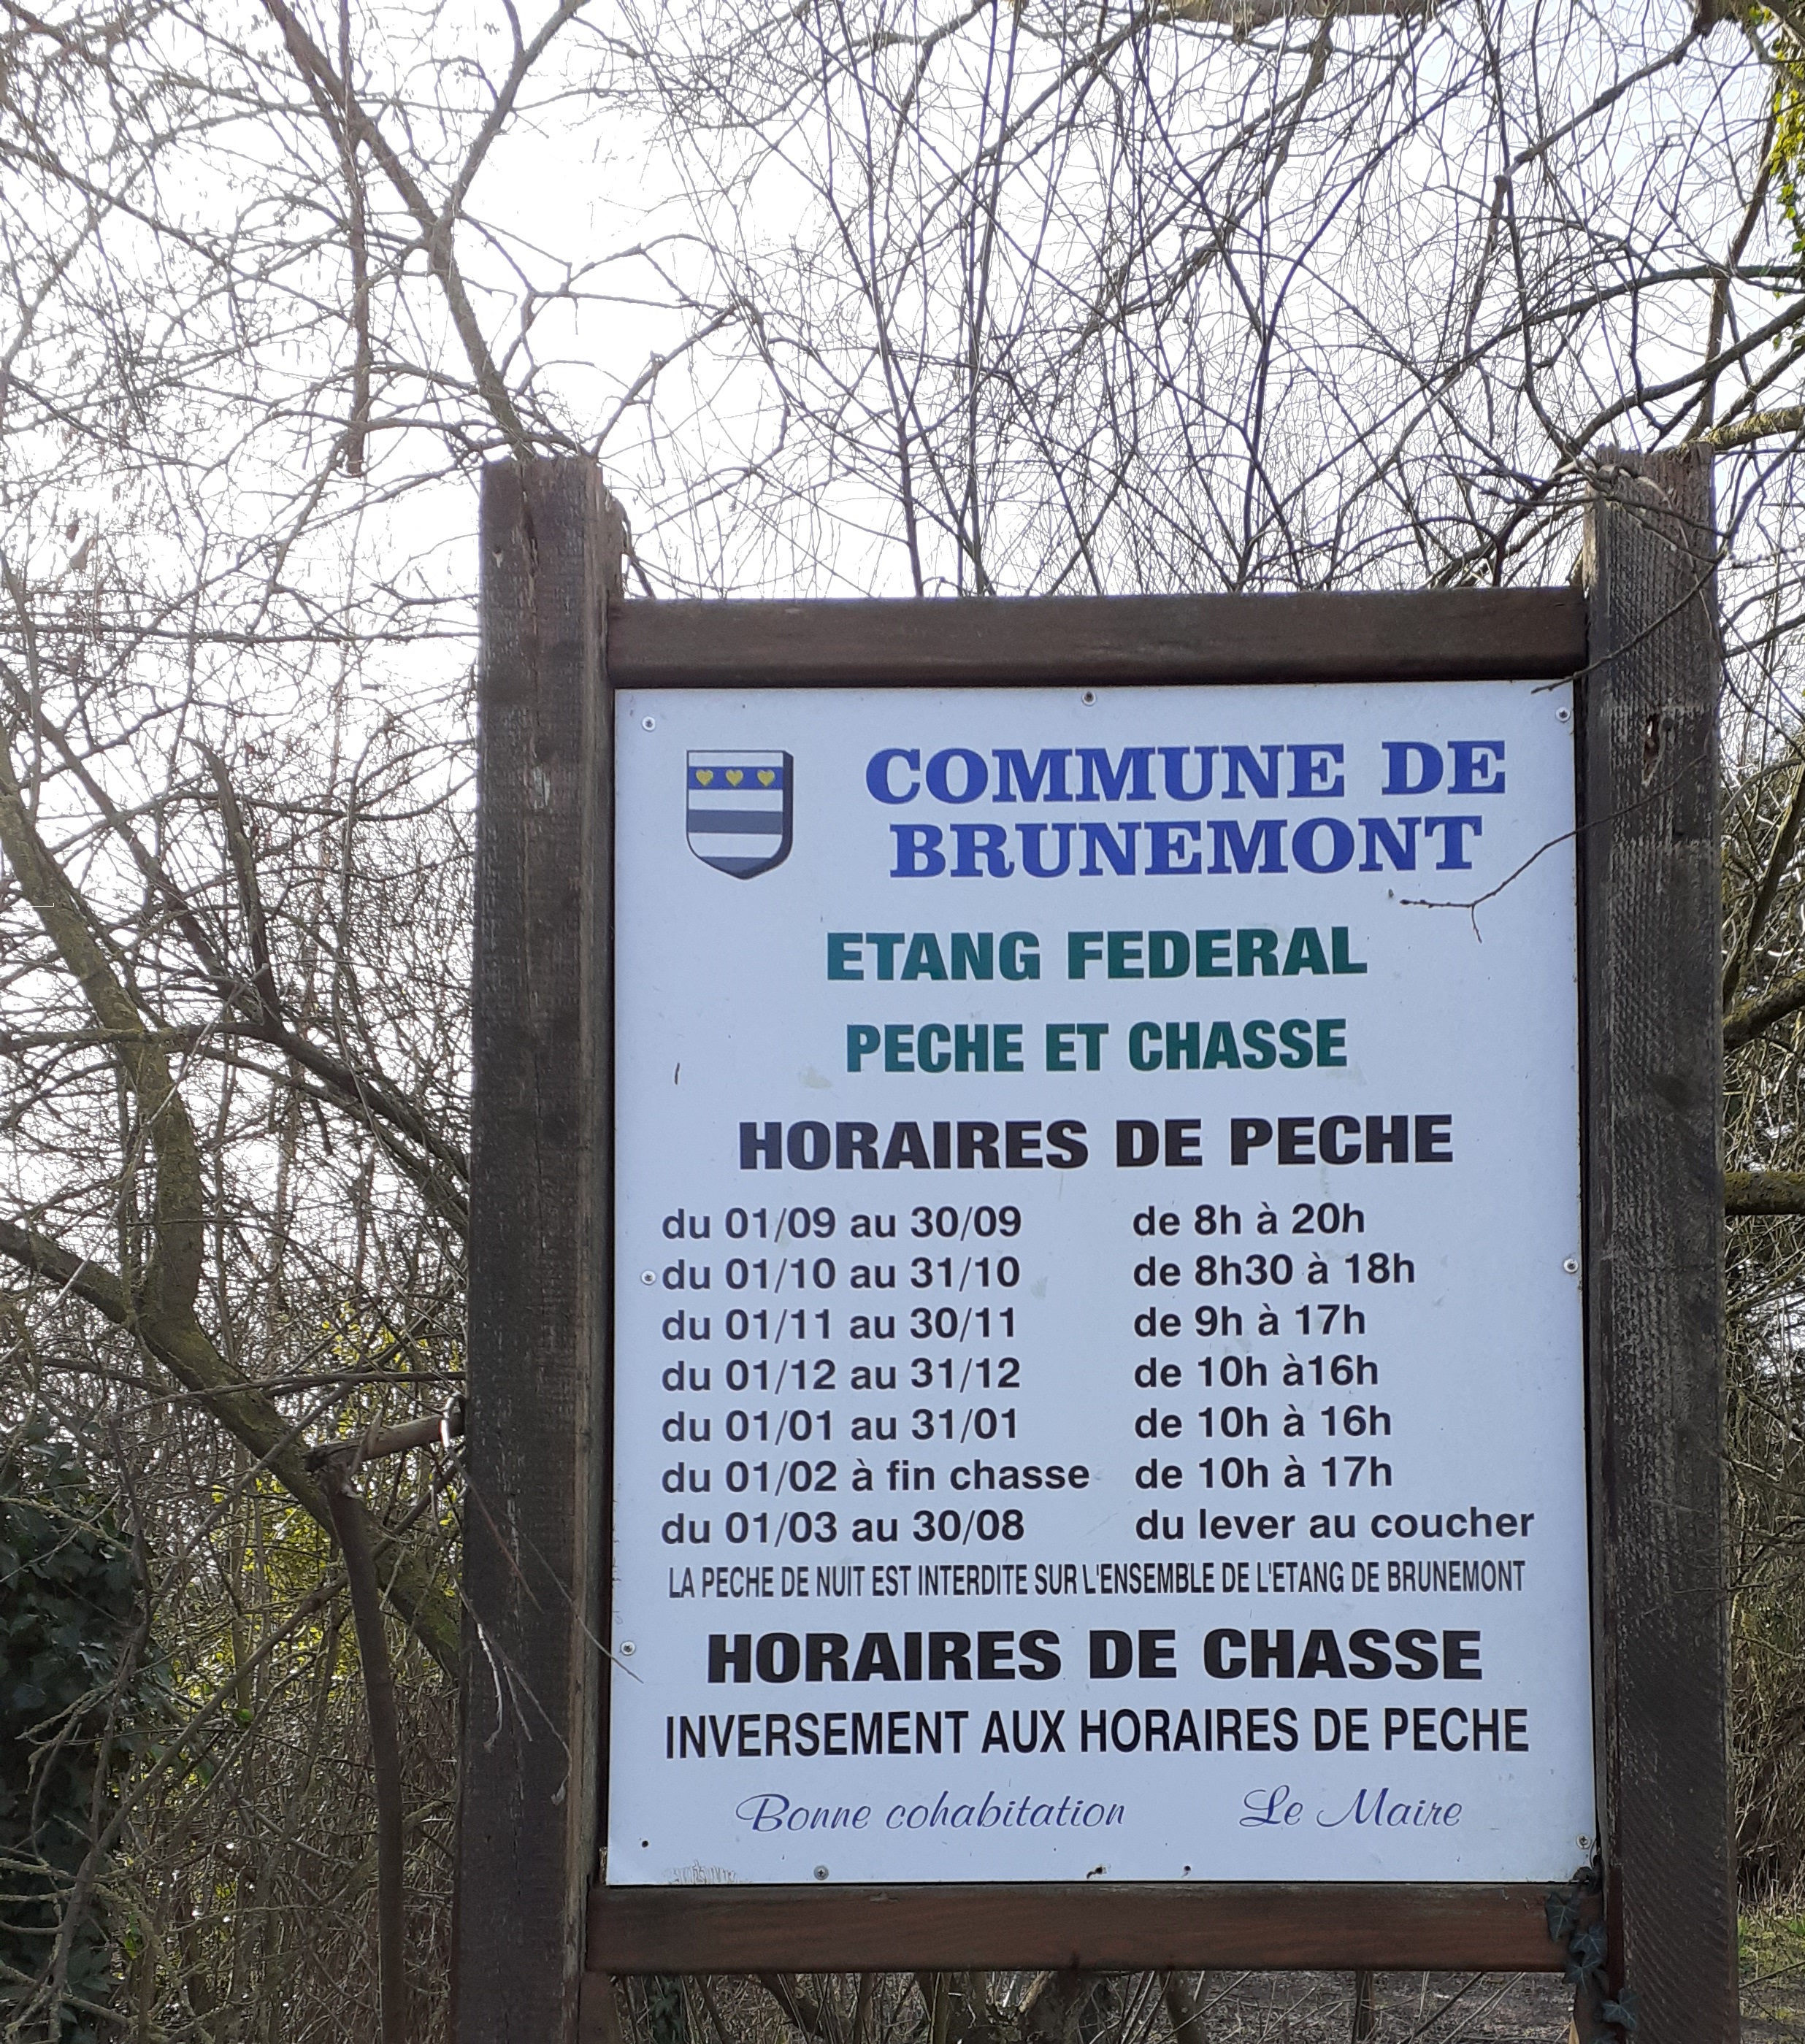 COMMUNE DE
BRUNEMONT
ETANG FEDERAL
PECHE ET CHASSE
HORAIRES DE PECHE
du 01/09 au 30/09 de 8h à 20h
du 01/10 au 31/10 de 8h30 à 18h
du 01/11 au 30/11 de 9h à 17h
du 01/12 au 31/12 de 10h à16h
du 01/01 au 31/01 de 10h à 16h
du 01/02 à fin chasse de 10h à 17h
du 01/03 au 30/08 du lever au coucher
LA PECHE DE NUIT EST INTERDITE SUR L'ENSEMBLE DE L'ETANG DE BRUNEMONT
HORAIRES DE CHASSE
INVERSEMENT AUX HORAIRES DE PECHE
Bonne cohabitation Le Maire